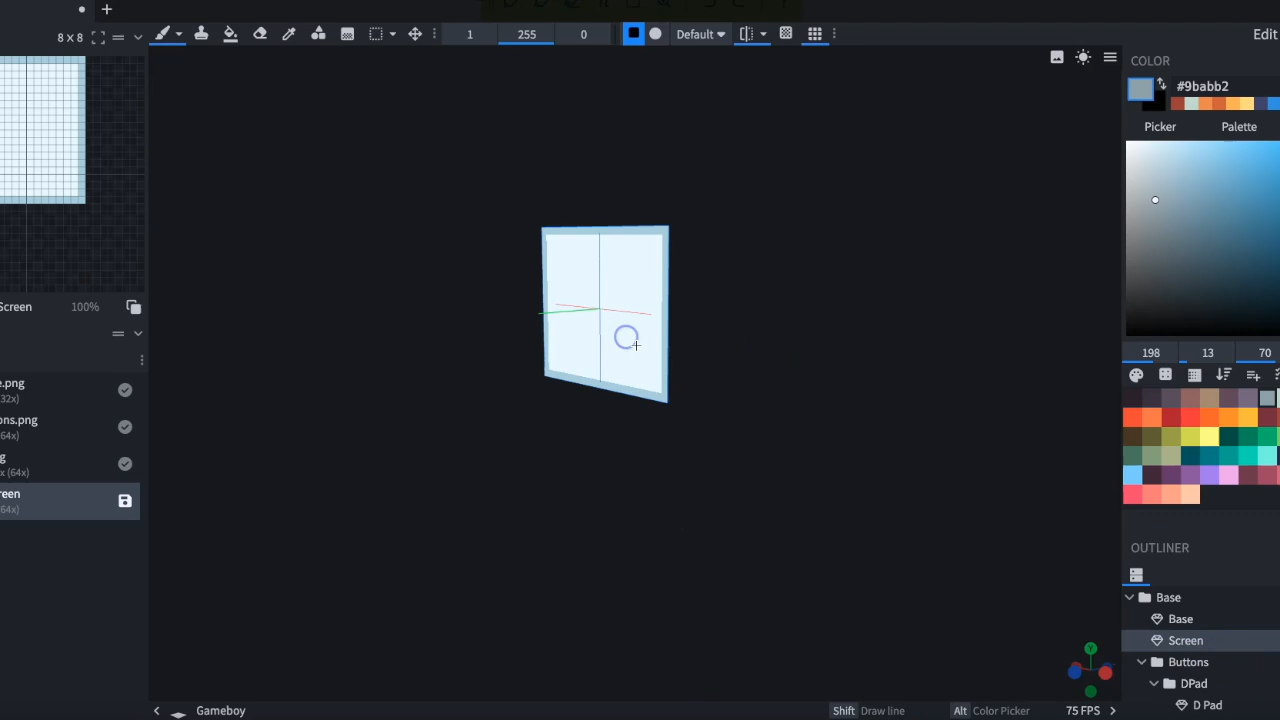 8 x 8
1
255
0
Default
Edit
COLOR
#9babb2
Picker
Palette
Screen
100%
198
13
70
e.png
32x)
ons.png
(64x)
g
x (64x)
reen
64x)
OUTLINER
Base
Base
Screen
Buttons
DPad
D Pad
Gameboy
Shift Draw line
Alt Color Picker
75 FPS
Y